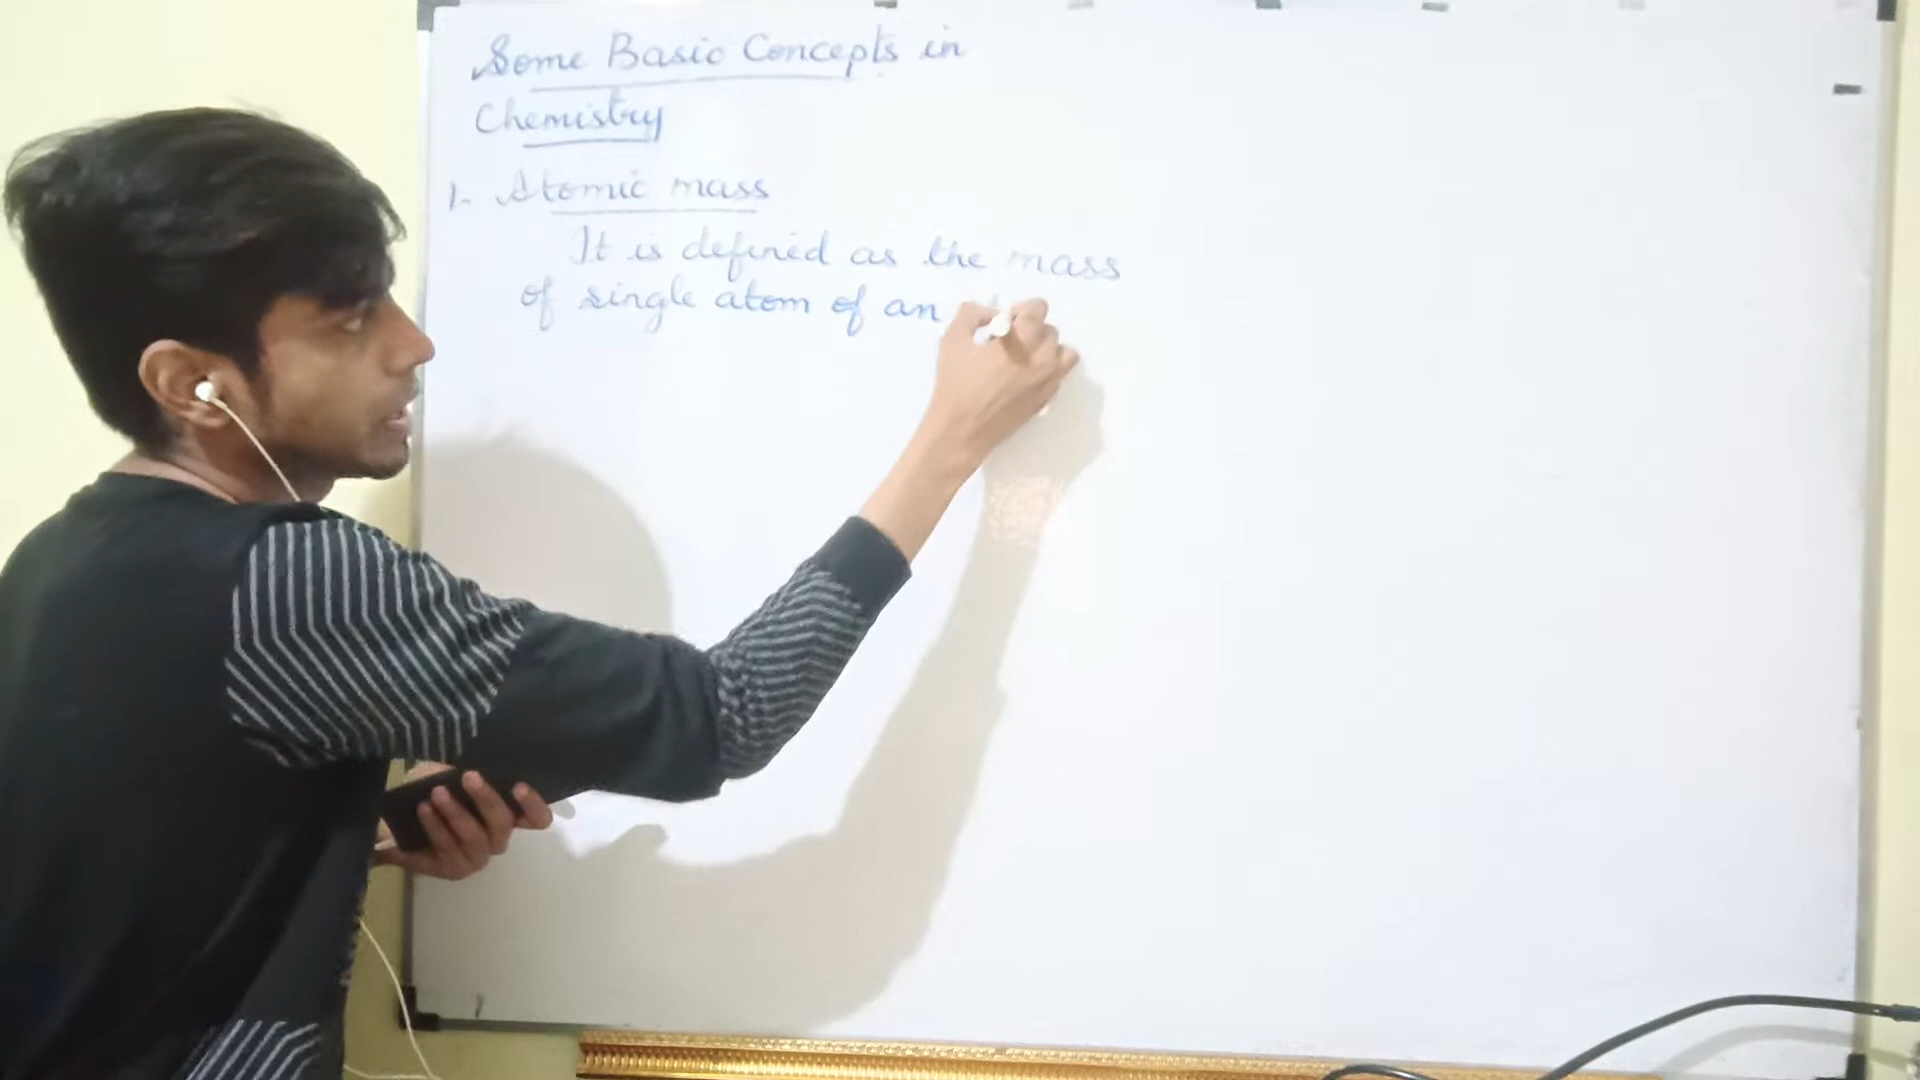 Some Basic Concepts in
Chemistry
1. Atomic mass
It is defined as the mass
of single atom of an